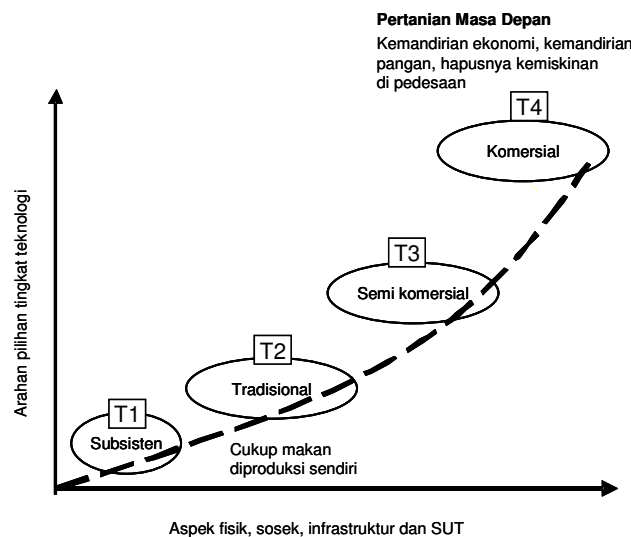 Pertanian Masa Depan
Kemandirian ekonomi, kemandirian
pangan, hapusnya kemiskinan
di pedesaan
T4
Komersial
Arahan pilihan tingkat teknologi
T3
Semi komersial
T2
Tradisional
T1
Subsisten
Cukup makan
diproduksi sendiri
Aspek fisik, sosek, infrastruktur dan SUT